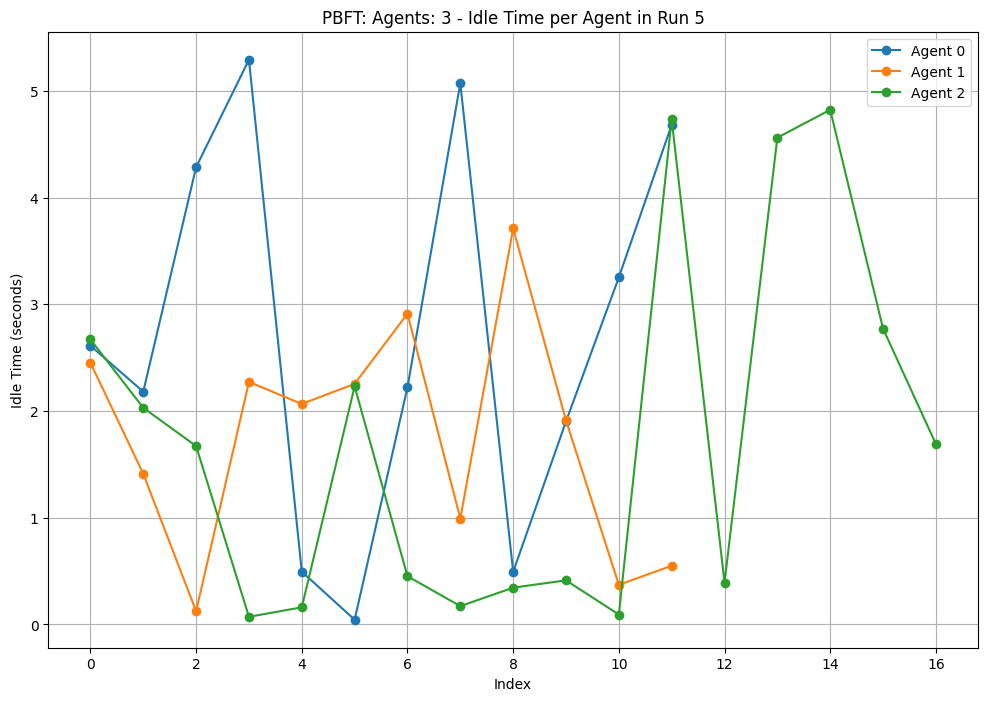 PBFT: Agents: 3 - Idle Time per Agent in Run 5
Agent 0
Agent 1
Agent 2
Idle Time (seconds)
5
4
3
2
1
0
0 2 4 6 8 10 12 14 16
Index